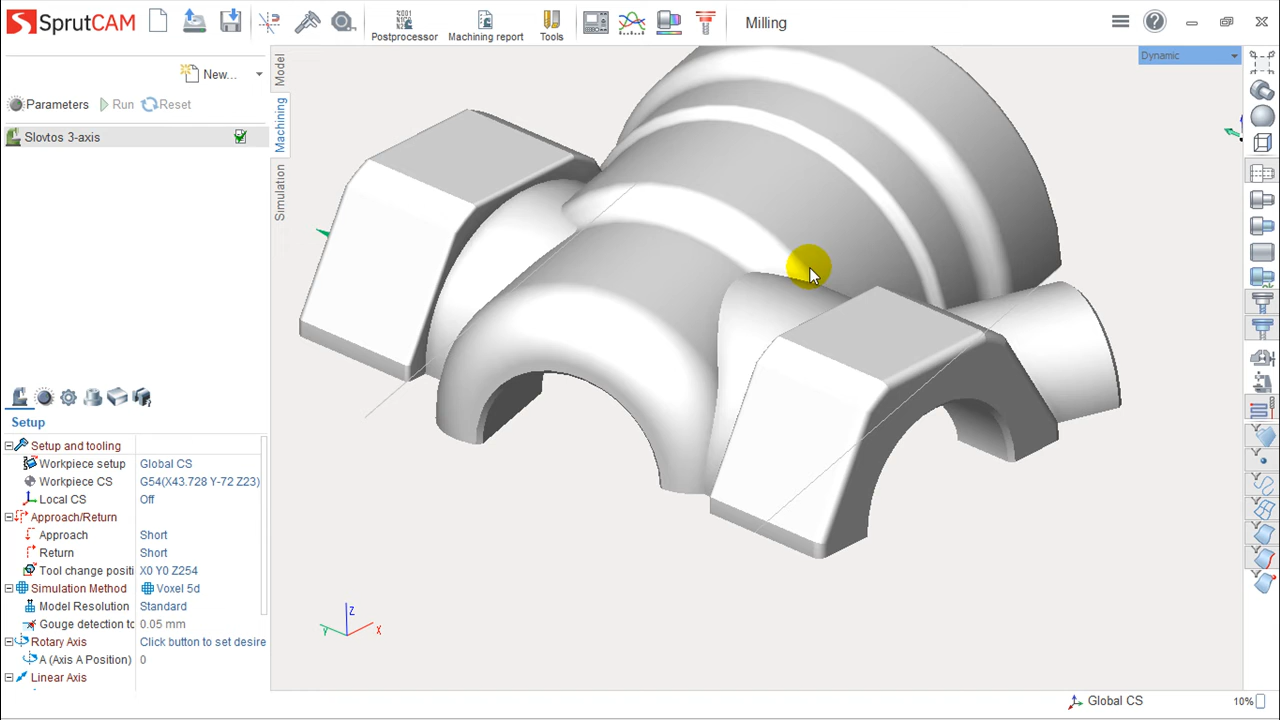 SprutCAM
%001
Postprocessor
Machining report
Tools
Milling
New...
Parameters
Run
Reset
Slovtos 3-axis
Model
Machining
Simulation
Dynamic
Setup
Setup and tooling
Workpiece setup Global CS
Workpiece CS G54(X43.728 Y-72 Z23)
Local CS Off
Approach/Return
Approach Short
Return Short
Tool change positi X0 Y0 Z254
Simulation Method Voxel 5d
Model Resolution Standard
Gouge detection to 0.05 mm
Rotary Axis Click button to set desire
A (Axis A Position) 0
Linear Axis
Z
Y
X
Global CS
10%